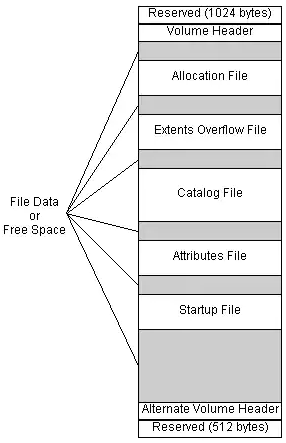 Reserved (1024 bytes)
Volume Header
Allocation File
Extents Overflow File
Catalog File
File Data
or
Free Space
Attributes File
Startup File
Alternate Volume Header
Reserved (512 bytes)